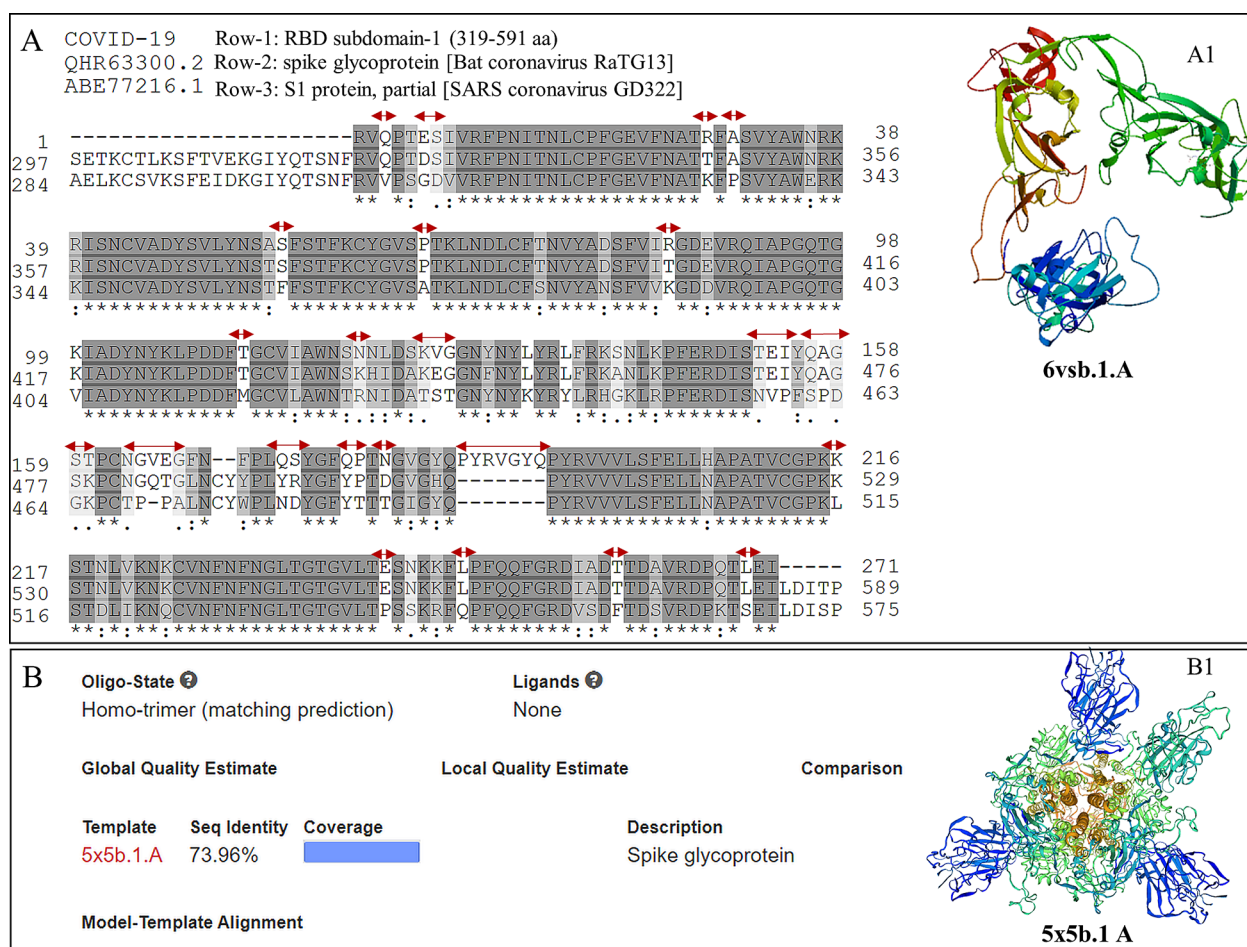 A
COVID-19 Row-1: RBD subdomain-1 (319-591 aa)
QHR63300.2 Row-2: spike glycoprotein [Bat coronavirus RaTG13]
ABE77216.1 Row-3: S1 protein, partial [SARS coronavirus GD322]
A1
1 ----------------------RVQPTESIVRFPNITNLCPFGEVFNATRFASVYAWNRK 38
297 SETKCTLKSFTVEKGIYQTSNFRVQPTDSIVRFPNITNLCPFGEVFNATTFASVYAWNRK 356
284 AELKCSVKSFEIDKGIYQTSNFRVVPSGDVVRFPNITNLCPFGEVFNATKFPSVYAWERK 343
** *: .:******************* * *****:**
39 RISNCVADYSVLYNSASFSTFKCYGVSPTKLNDLCFTNVYADSFVIRGDEVRQIAPGQTG 98
357 RISNCVADYSVLYNSTSFSTFKCYGVSPTKLNDLCFTNVYADSFVITGDEVRQIAPGQTG 416
344 KISNCVADYSVLYNSTFFSTFKCYGVSATKLNDLCFSNVYANSFVVKGDDVRQIAPGQTG 403
:**************: ********** ********:****:***: **:**********
99 KIADYNYKLPDDFTGCVIAWNSNNLDSKVGGNYNYLYRLFRKSNLKPFERDISTEIYQAG 158
417 KIADYNYKLPDDFTGCVIAWNSKHIDAKEGGNFNYLYRLFRKANLKPFERDISTEIYQAG 476
404 VIADYNYKLPDDFMGCVLAWNTRNIDATSTGNYNYKYRYLRHGKLRPFERDISNVPFSPD 463
************ ***:***:.:*:. **:** ** :*:.:*:*******. :..
159 STPCNGVEGFN--FPLQSYGFQPTNGVGYQPYRVGYQPYRVVVLSFELLHAPATVCGPKK 216
477 SKPCNGQTGLNCYYPLYRYGFYPTDGVGHQ-------PYRVVVLSFELLNAPATVCGPKK 529
464 GKPCTP-PALNCYWPLNDYGFYTTTGIGYQ-------PYRVVVLSFELLNAPATVCGPKL 515
..**. .:* :** *** * *:*:* ************:*********
217 STNLVKNKCVNFNFNGLTGTGVLTESNKKFLPFQQFGRDIADTTDAVRDPQTLEI----- 271
530 STNLVKNKCVNFNFNGLTGTGVLTESNKKFLPFQQFGRDIADTTDAVRDPQTLEILDITP 589
516 STDLIKNQCVNFNFNGLTGTGVLTPSSKRFQPFQQFGRDVSDFTDSVRDPKTSEILDISP 575
**:*:**:**************** *.*:* ********::* **:****:* **
6vsb.1.A
B
Oligo-State ?
Homo-trimer (matching prediction)
Ligands ?
None
Global Quality Estimate
Local Quality Estimate
Comparison
Template Seq Identity Coverage Description
5x5b.1.A 73.96% Spike glycoprotein
Model-Template Alignment
B1
5x5b.1 A